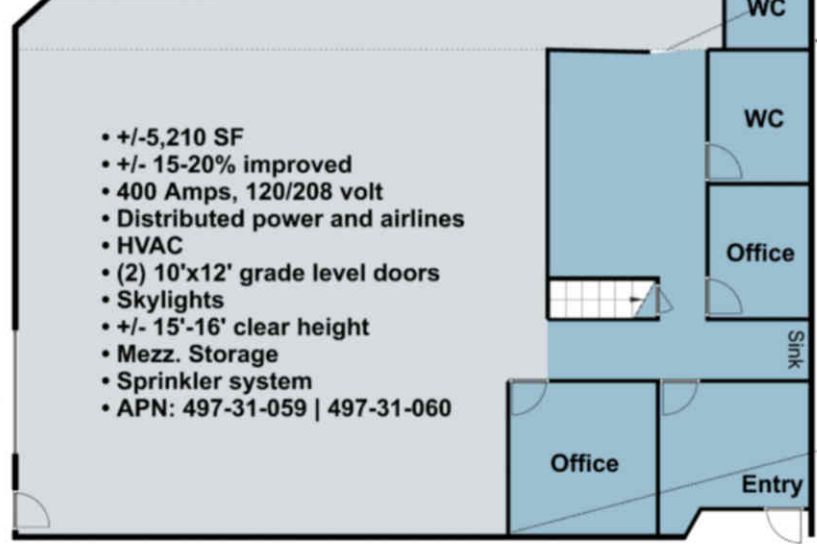 WC
WC
• +/-5,210 SF
• +/- 15-20% improved
• 400 Amps, 120/208 volt
• Distributed power and airlines
• HVAC
• (2) 10'x12' grade level doors
• Skylights
• +/- 15'-16' clear height
• Mezz. Storage
• Sprinkler system
• APN: 497-31-059 | 497-31-060
Office
Sink
Office
Entry